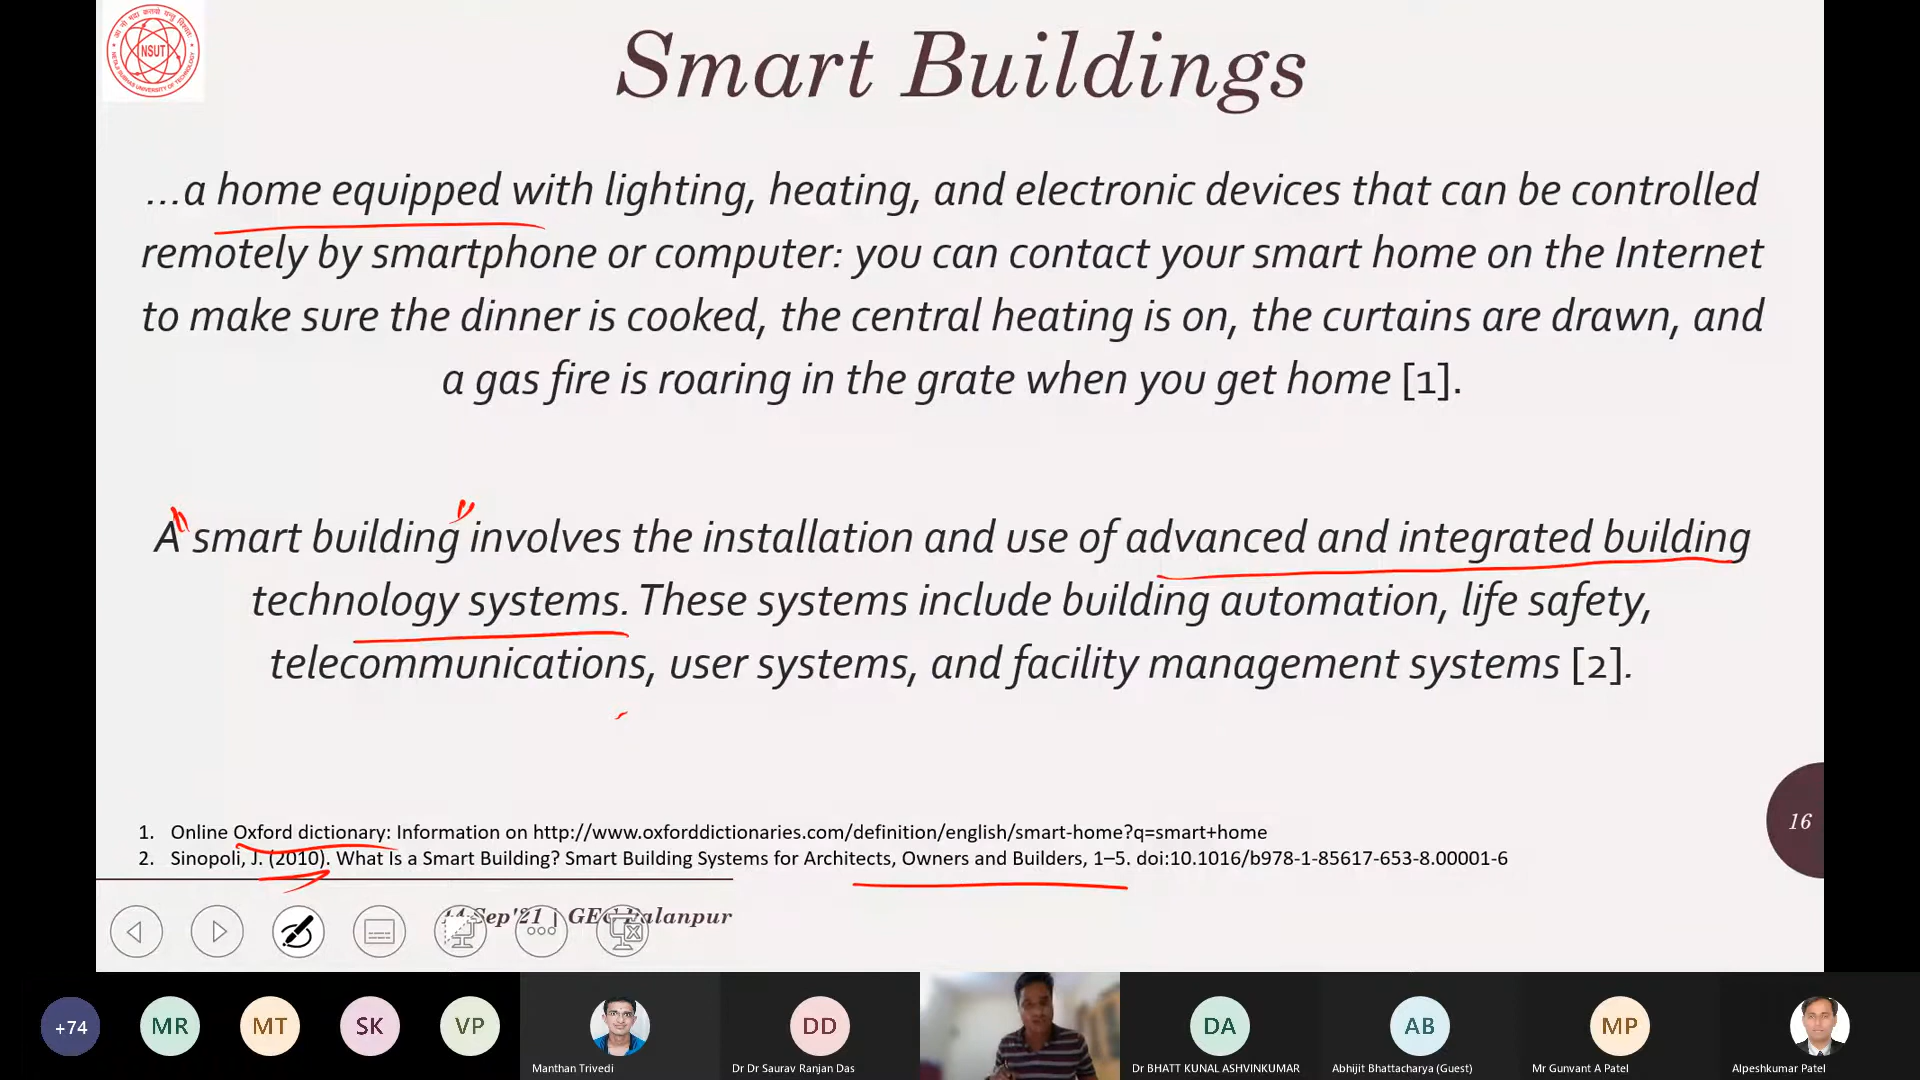 NSUT
Smart Buildings
...a home equipped with lighting, heating, and electronic devices that can be controlled
remotely by smartphone or computer: you can contact your smart home on the Internet
to make sure the dinner is cooked, the central heating is on, the curtains are drawn, and
a gas fire is roaring in the grate when you get home [1].
A smart building involves the installation and use of advanced and integrated building
technology systems. These systems include building automation, life safety,
telecommunications, user systems, and facility management systems [2].
16
1. Online Oxford dictionary: Information on http://www.oxforddictionaries.com/definition/english/smart-home?q=smart+home
2. Sinopoli, J. (2010). What Is a Smart Building? Smart Building Systems for Architects, Owners and Builders, 1–5. doi:10.1016/b978-1-85617-653-8.00001-6
14 Sep'21 | GEC Palanpur
+74
MR
MT
SK
VP
DD
DA
AB
MP
Manthan Trivedi
Dr Dr Saurav Ranjan Das
Dr BHATT KUNAL ASHVINKUMAR
Abhijit Bhattacharya (Guest)
Mr Gunvant A Patel
Alpeshkumar Patel